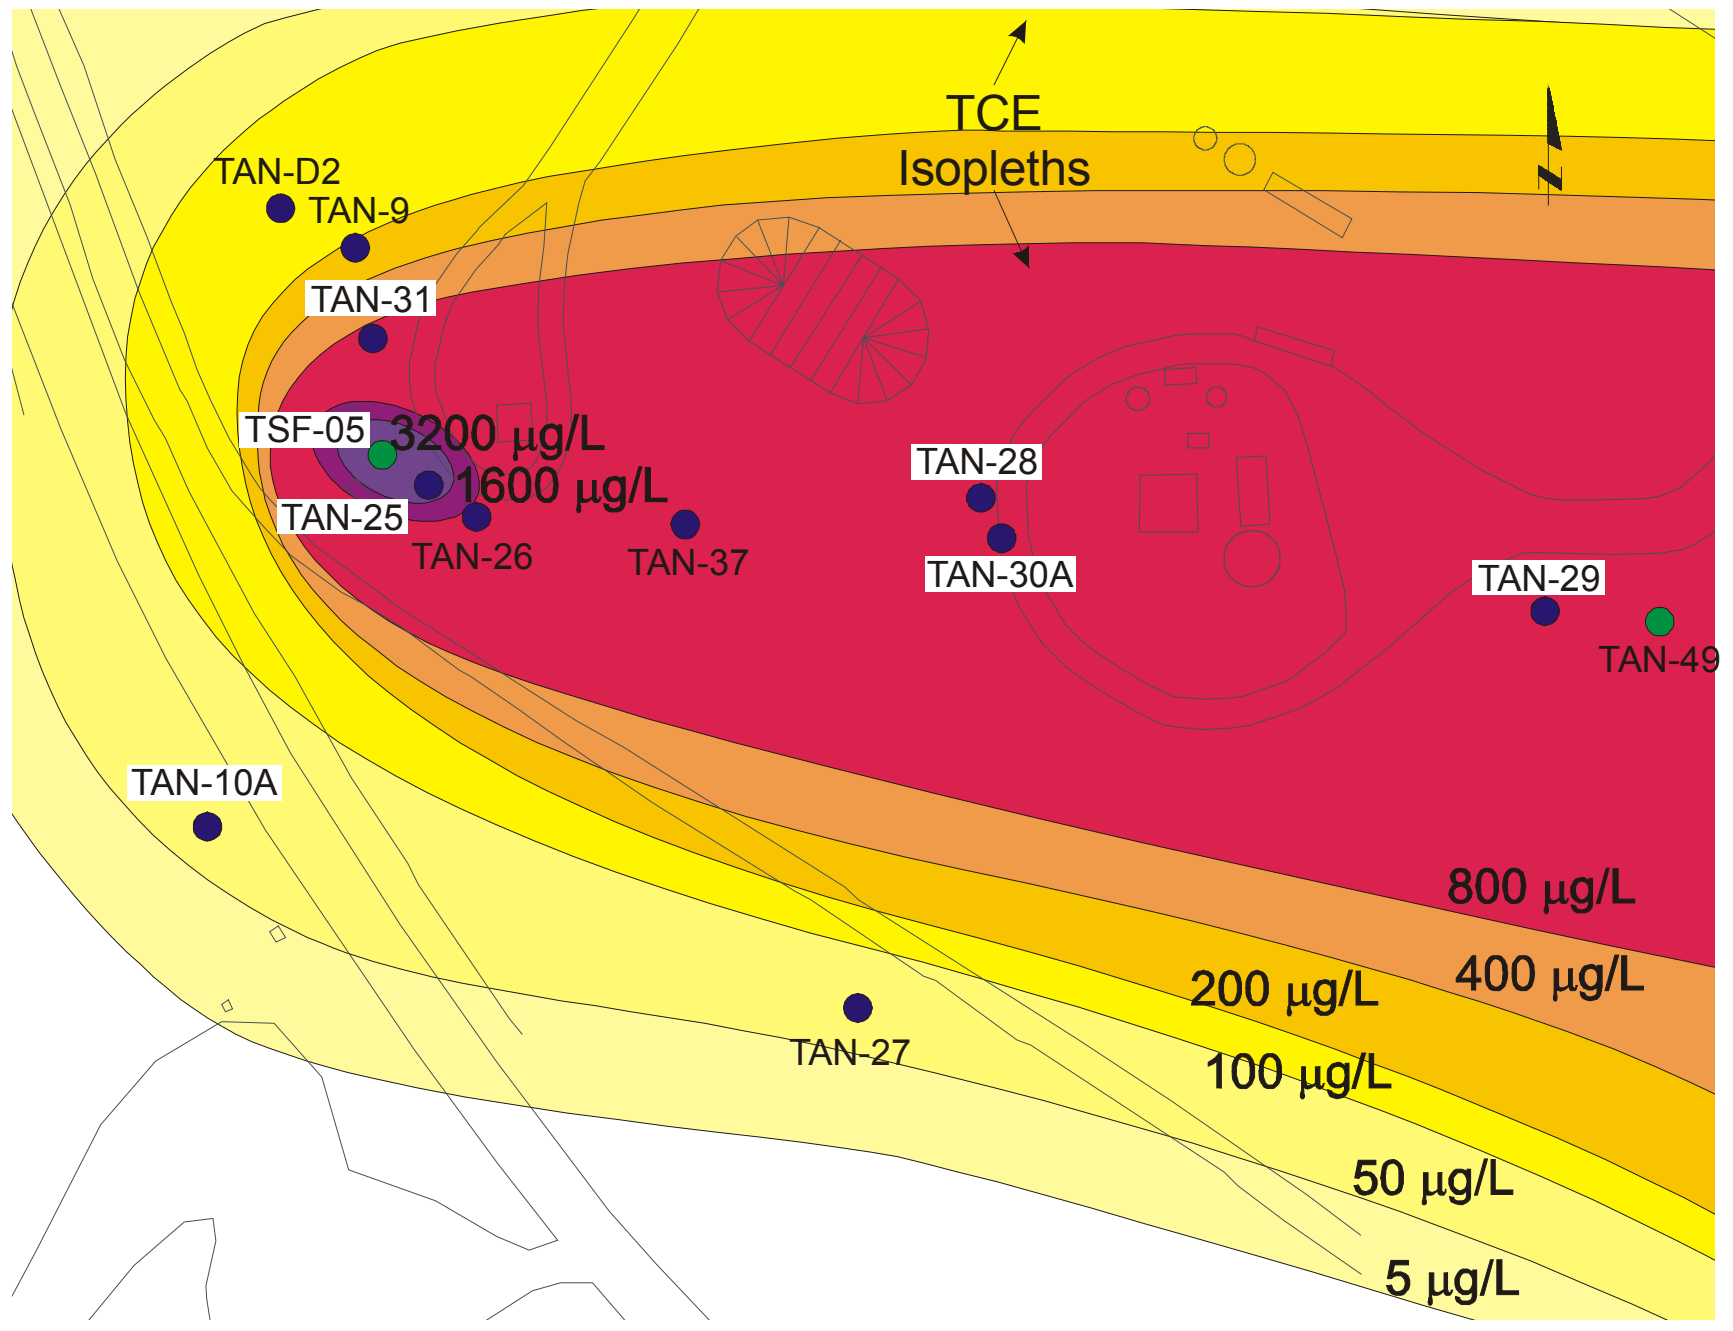 TCE
Isopleths
N
TAN-D2
TAN-9
TAN-31
TSF-05
3200 µg/L
1600 µg/L
TAN-25
TAN-26
TAN-37
TAN-28
TAN-30A
TAN-29
TAN-49
TAN-10A
TAN-27
800 µg/L
400 µg/L
200 µg/L
100 µg/L
50 µg/L
5 µg/L